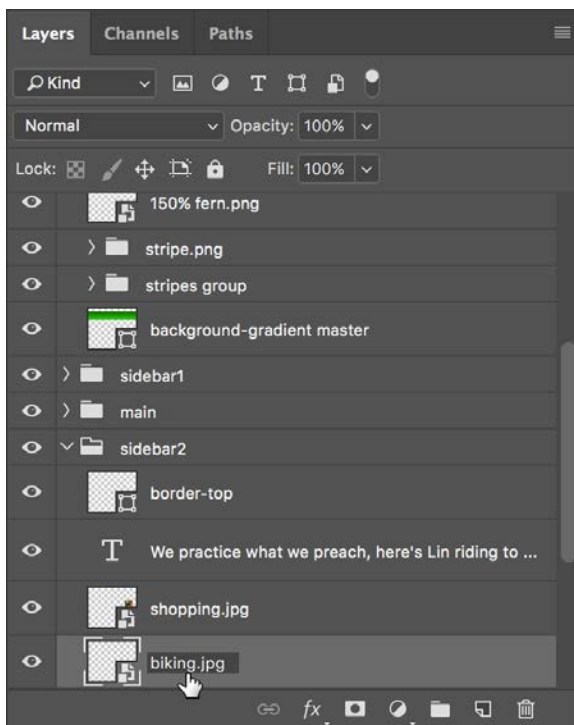 Layers Channels Paths
Kind T
Normal Opacity: 100%
Lock: Fill: 100%
150% fern.png
stripe.png
stripes group
background-gradient master
sidebar1
main
sidebar2
border-top
T We practice what we preach, here's Lin riding to ...
shopping.jpg
biking.jpg
fx